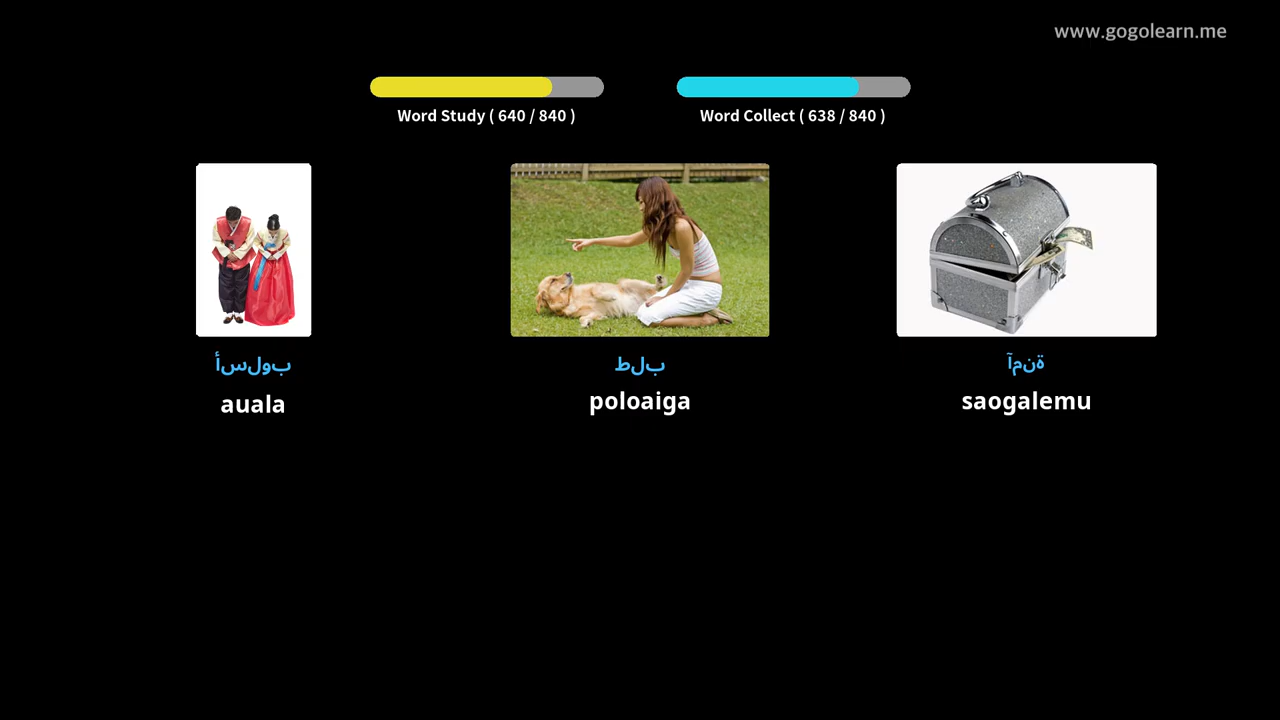 www.gogolearn.me
Word Study ( 640 / 840 )
Word Collect ( 638 / 840 )
أسلوب
auala
طلب
poloaiga
آمنة
saogalemu